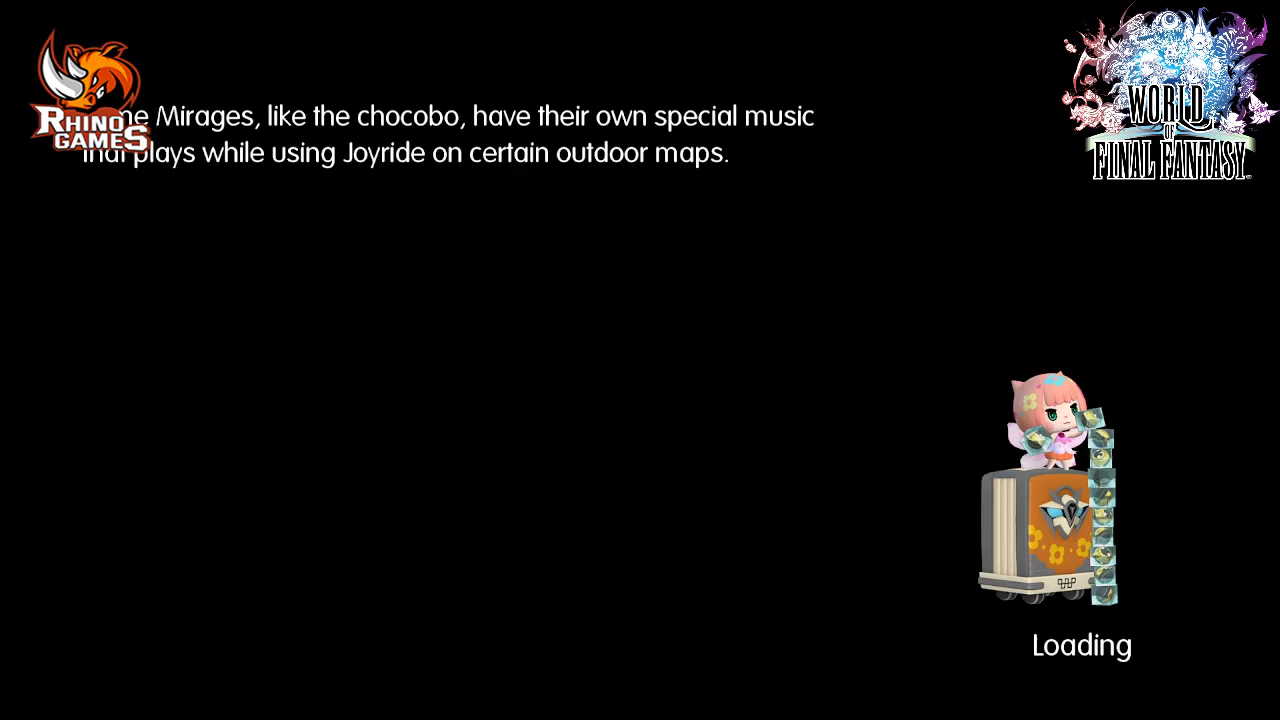 RHINO
GAMES
Mirages, like the chocobo, have their own special music
that plays while using Joyride on certain outdoor maps.
WORLD
OF
FINAL FANTASY
Loading